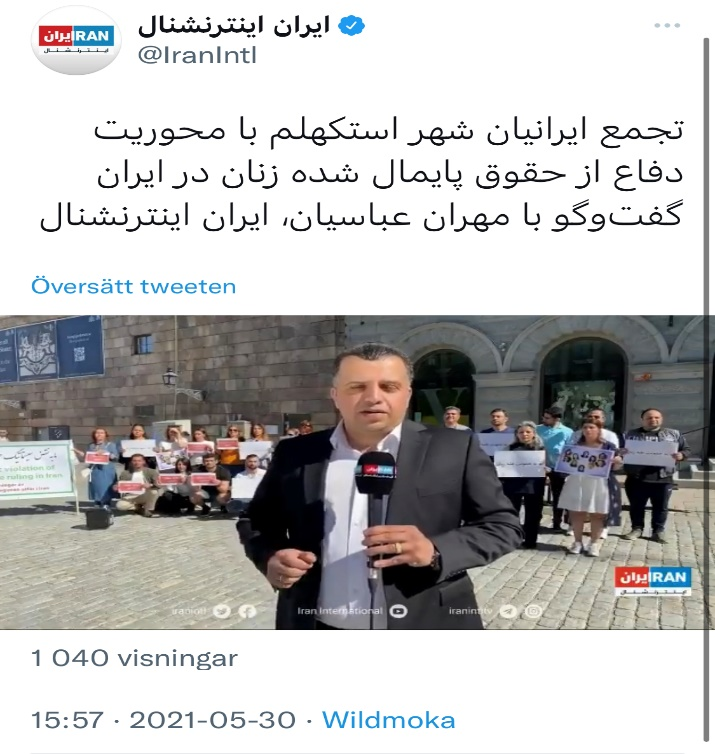 ایران اینترنشنال
@IranIntl
تجمع ایرانیان شهر استکهلم با محوریت
دفاع از حقوق پایمال شده زنان در ایران
گفت‌وگو با مهران عباسیان، ایران اینترنشنال
Översätt tweeten
violation of
ruling in Iran
ایران IRAN
اینترنشنال
iranintl
Iran International
iranintltv
1 040 visningar
15:57 · 2021-05-30 · Wildmoka